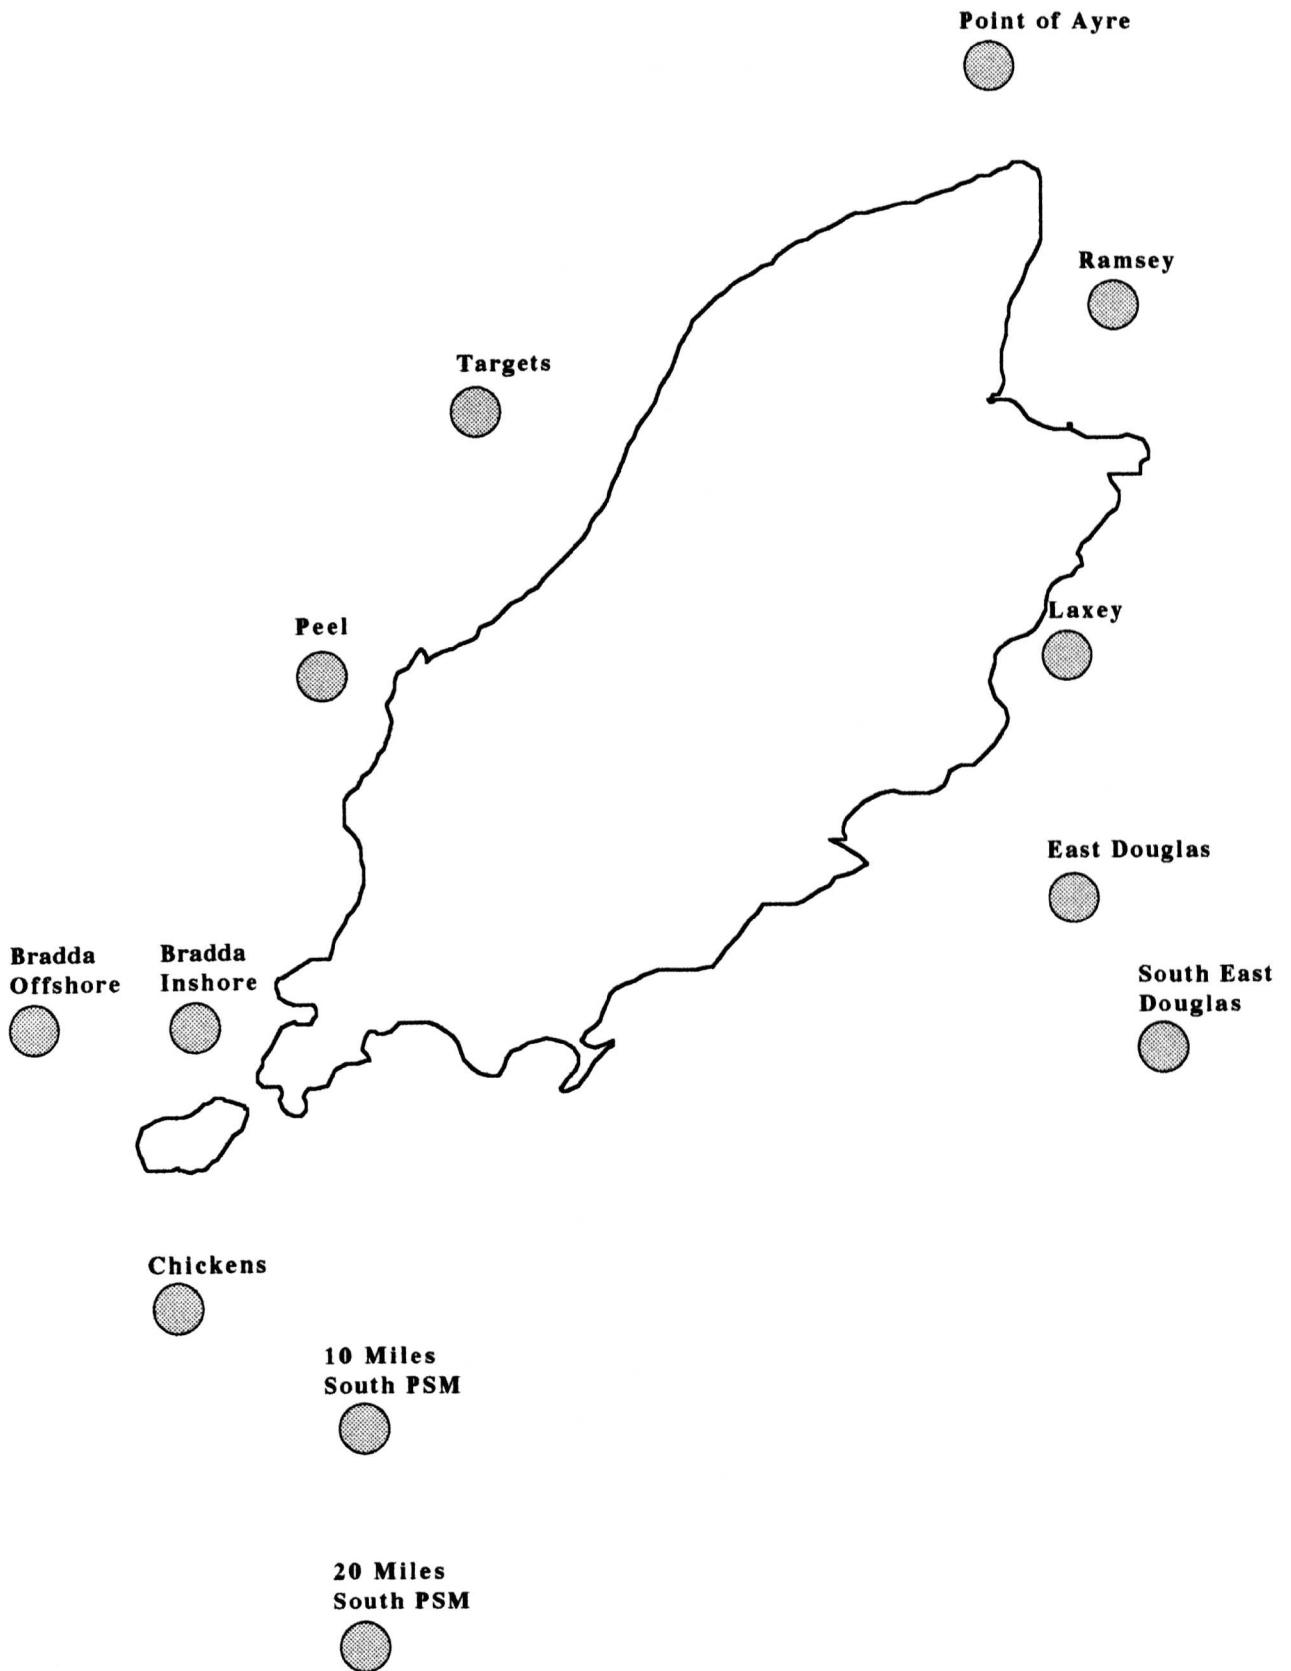 Point of Ayre
Ramsey
Targets
Peel
Laxey
East Douglas
Bradda
Offshore
Bradda
Inshore
South East
Douglas
Chickens
10 Miles
South PSM
20 Miles
South PSM